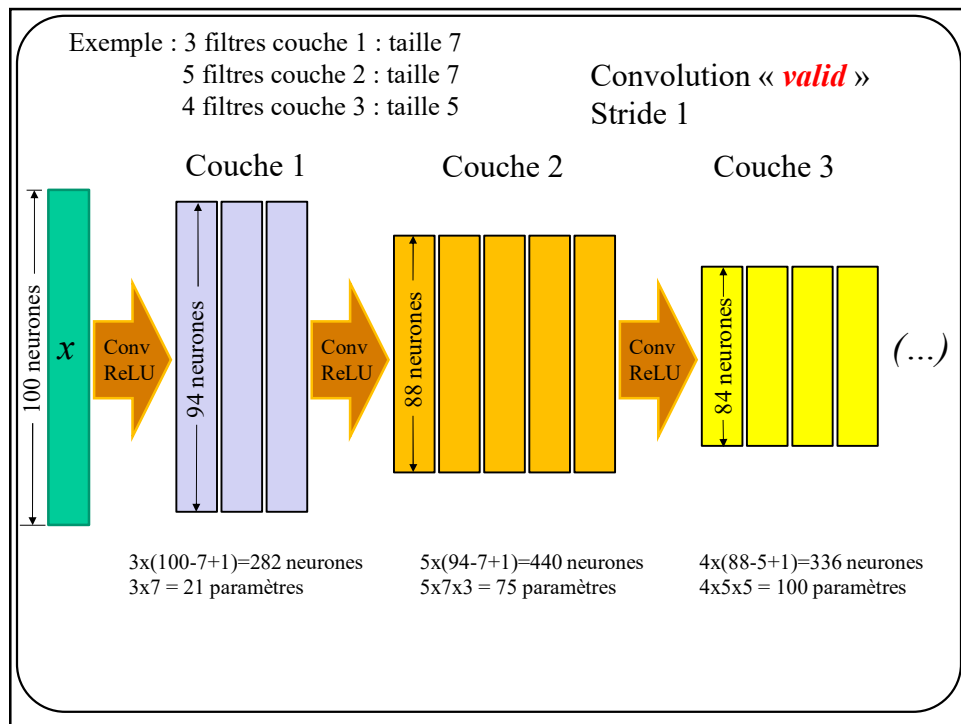 Exemple : 3 filtres couche 1 : taille 7
5 filtres couche 2 : taille 7
4 filtres couche 3 : taille 5
Convolution « valid »
Stride 1
Couche 1
Couche 2
Couche 3
100 neurones
x
Conv
ReLU
94 neurones
Conv
ReLU
88 neurones
Conv
ReLU
84 neurones
(...)
3x(100-7+1)=282 neurones
3x7 = 21 paramètres
5x(94-7+1)=440 neurones
5x7x3 = 75 paramètres
4x(88-5+1)=336 neurones
4x5x5 = 100 paramètres